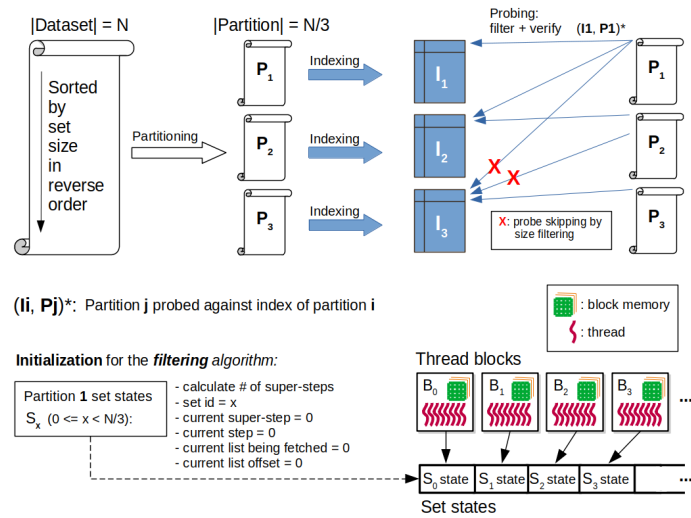 |Dataset| = N
|Partition| = N/3
Probing:
filter + verify (I1, P1)*
Sorted
by
set
size
in
reverse
order
Partitioning
P1
P2
P3
Indexing
Indexing
Indexing
I1
I2
I3
P1
P2
P3
X
X
X: probe skipping by
size filtering
(Ii, Pj)*: Partition j probed against index of partition i
: block memory
: thread
Initialization for the filtering algorithm:
Partition 1 set states
Sx (0 <= x < N/3):
- calculate # of super-steps
- set id = x
- current super-step = 0
- current step = 0
- current list being fetched = 0
- current list offset = 0
Thread blocks
B0 B1 B2 B3 ...
S0 state S1 state S2 state S3 state ...
Set states